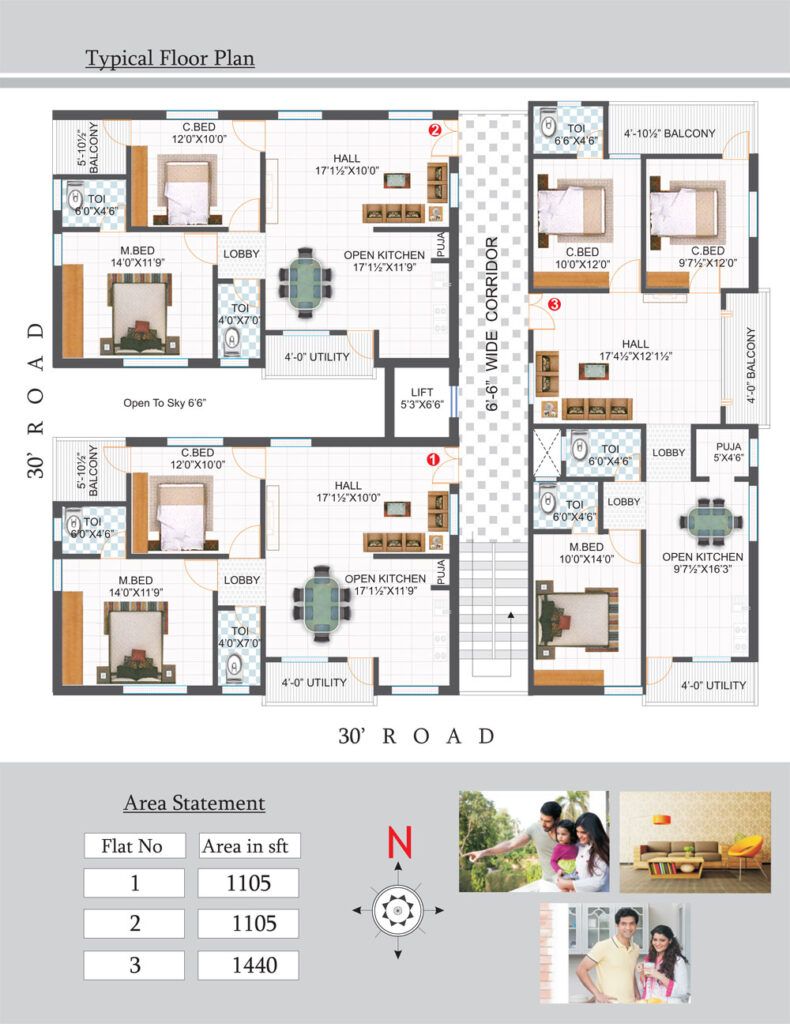 Typical Floor Plan
5'-10½"
BALCONY
C.BED
12'0"X10'0"
2
HALL
17'1½"X10'0"
TOI
6'0"X4'6"
M.BED
14'0"X11'9"
LOBBY
PUJA
OPEN KITCHEN
17'1½"X11'9"
TOI
4'0"X7'0"
4'-0" UTILITY
Open To Sky 6'6"
LIFT
5'3"X6'6"
6'-6" WIDE CORRIDOR
30' ROAD
5'-10½"
BALCONY
C.BED
12'0"X10'0"
1
HALL
17'1½"X10'0"
TOI
6'0"X4'6"
M.BED
14'0"X11'9"
LOBBY
PUJA
OPEN KITCHEN
17'1½"X11'9"
TOI
4'0"X7'0"
4'-0" UTILITY
TOI
6'6"X4'6"
4'-10½" BALCONY
C.BED
10'0"X12'0"
C.BED
9'7½"X12'0"
3
HALL
17'4½"X12'1½"
4'-0" BALCONY
TOI
6'0"X4'6"
LOBBY
PUJA
5'X4'6"
TOI
6'0"X4'6"
LOBBY
M.BED
10'0"X14'0"
OPEN KITCHEN
9'7½"X16'3"
4'-0" UTILITY
30' ROAD
Area Statement
Flat No Area in sft
1 1105
2 1105
3 1440
N